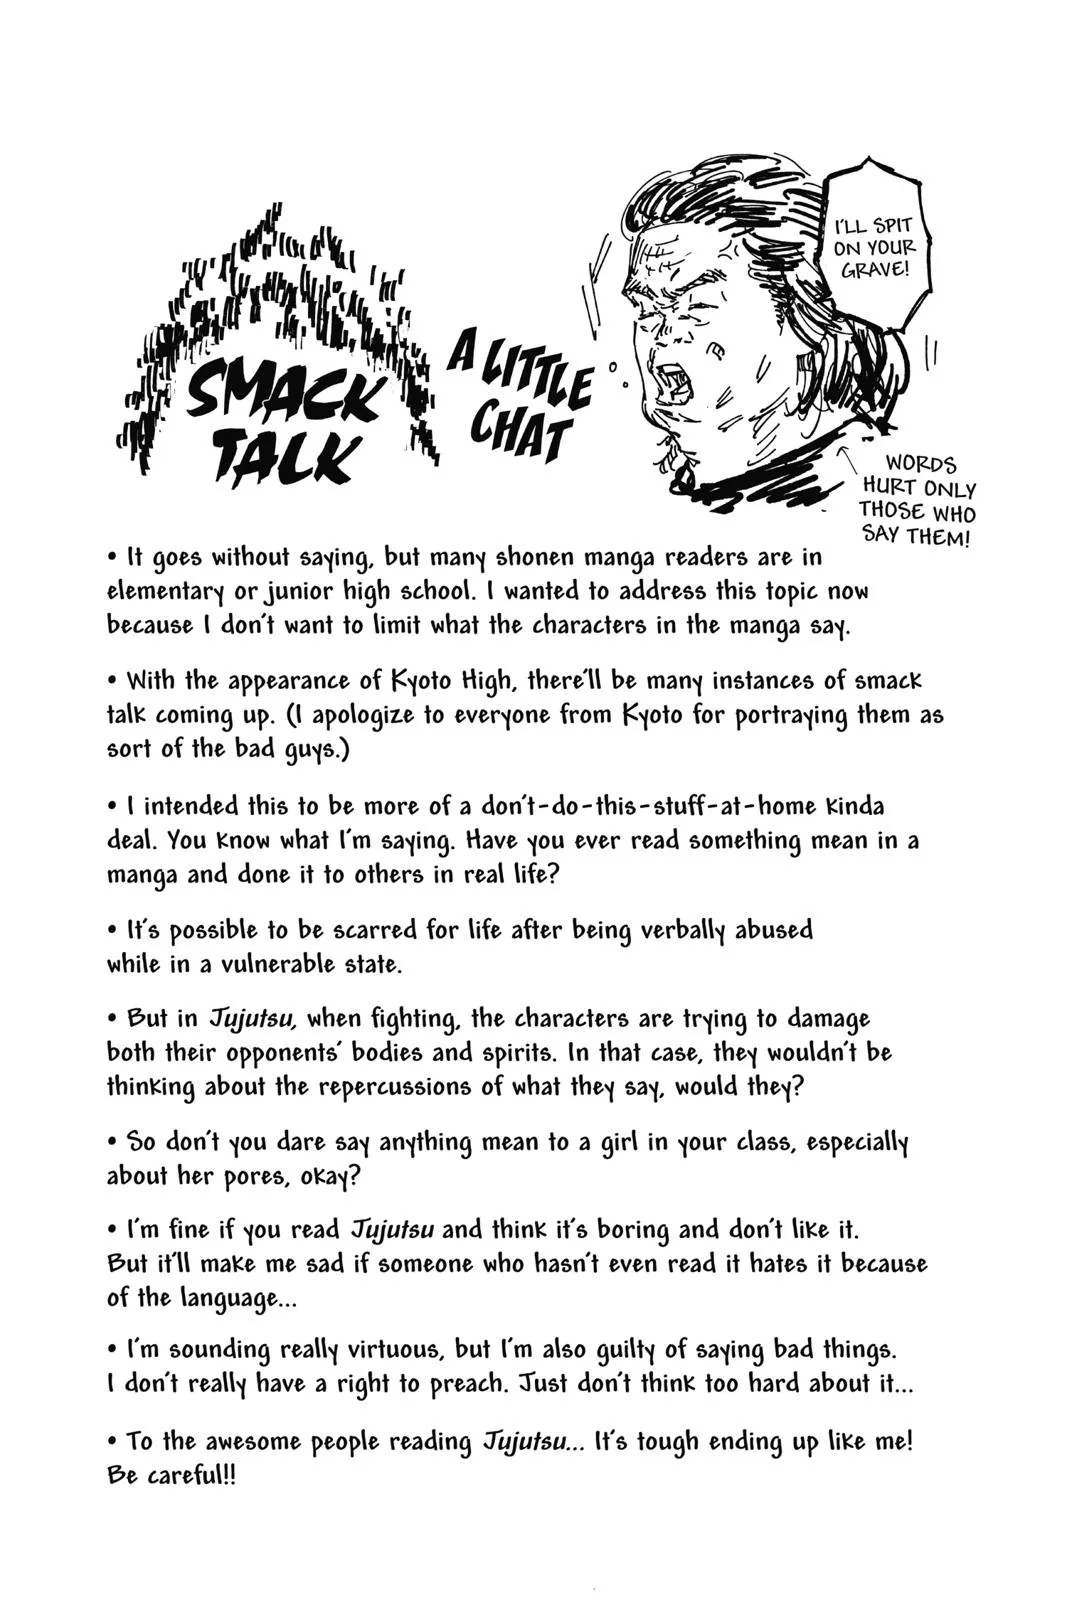 SMACK
TALK
A LITTLE
CHAT
I'LL SPIT
ON YOUR
GRAVE!
WORDS
HURT ONLY
THOSE WHO
SAY THEM!
• It goes without saying, but many shonen manga readers are in
elementary or junior high school. I wanted to address this topic now
because I don't want to limit what the characters in the manga say.
• With the appearance of Kyoto High, there'll be many instances of smack
talk coming up. (I apologize to everyone from Kyoto for portraying them as
sort of the bad guys.)
• I intended this to be more of a don't-do-this-stuff-at-home kinda
deal. You know what I'm saying. Have you ever read something mean in a
manga and done it to others in real life?
• It's possible to be scarred for life after being verbally abused
while in a vulnerable state.
• But in Jujutsu, when fighting, the characters are trying to damage
both their opponents' bodies and spirits. In that case, they wouldn't be
thinking about the repercussions of what they say, would they?
• So don't you dare say anything mean to a girl in your class, especially
about her pores, okay?
• I'm fine if you read Jujutsu and think it's boring and don't like it.
But it'll make me sad if someone who hasn't even read it hates it because
of the language...
• I'm sounding really virtuous, but I'm also guilty of saying bad things.
I don't really have a right to preach. Just don't think too hard about it...
• To the awesome people reading Jujutsu... It's tough ending up like me!
Be careful!!